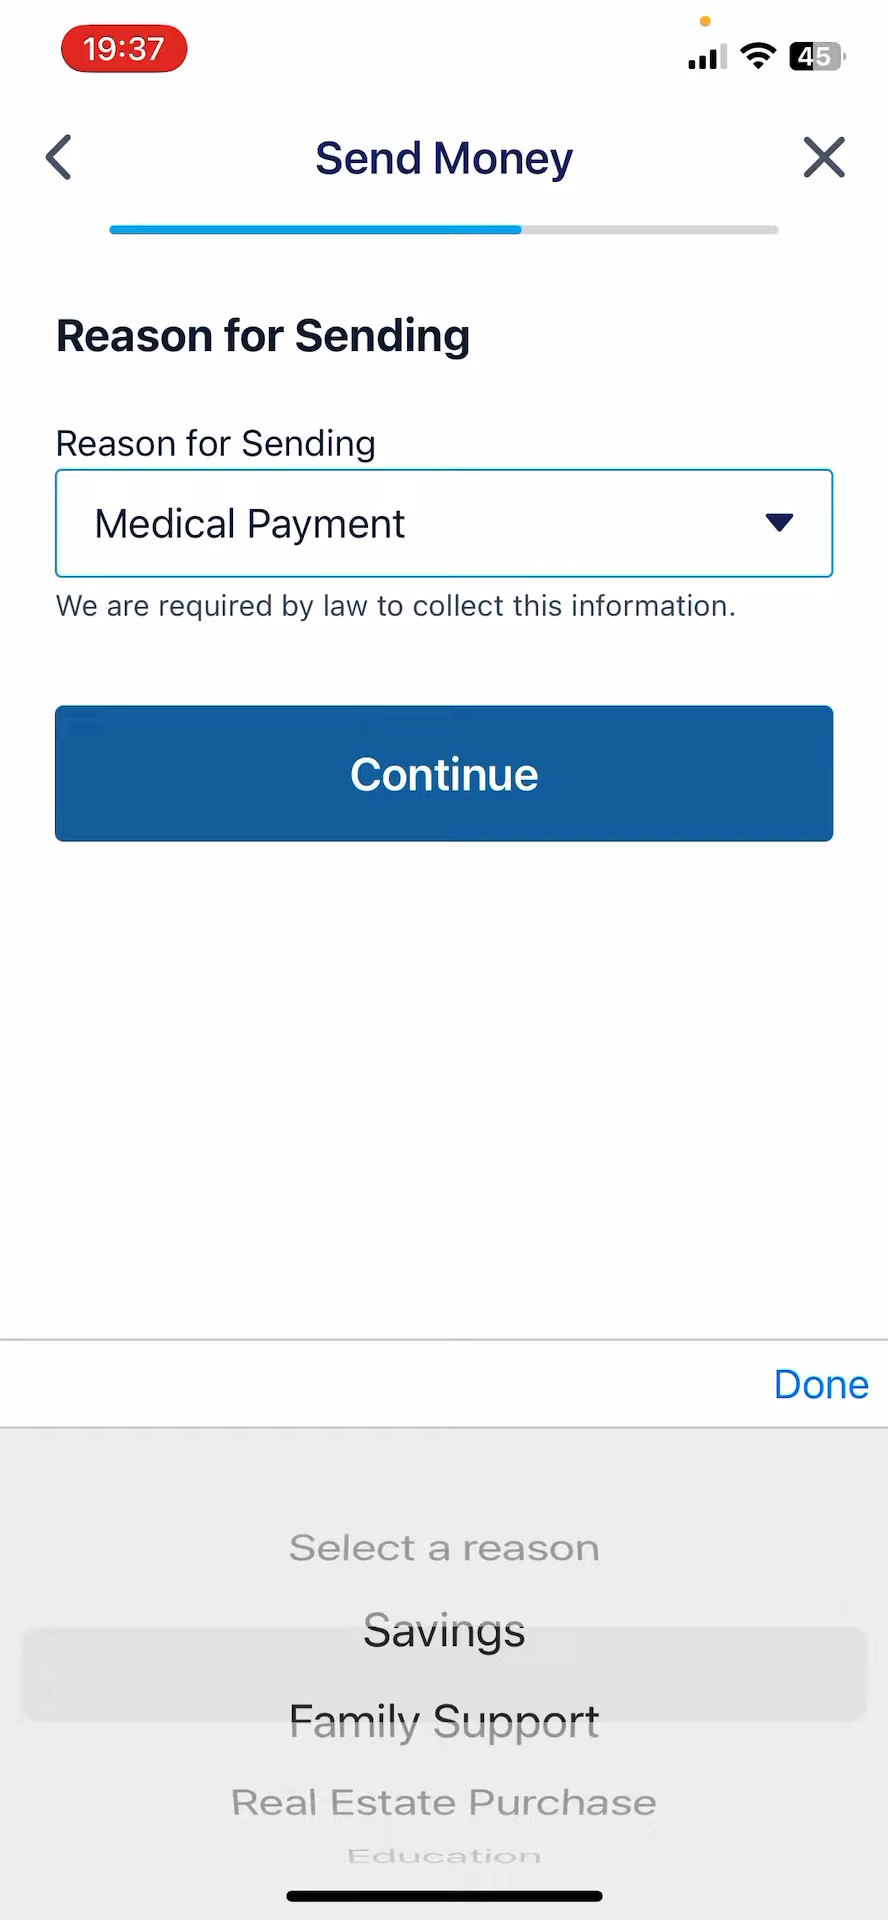 19:37
45
Send Money
Reason for Sending
Reason for Sending
Medical Payment
We are required by law to collect this information.
Continue
Done
Select a reason
Savings
Family Support
Real Estate Purchase
Education